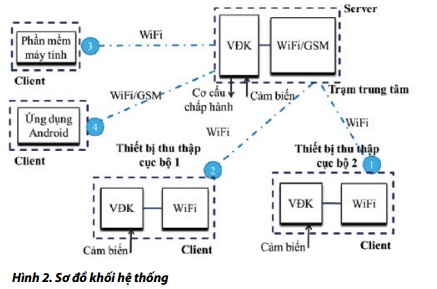 Server
WiFi
Phần mềm
máy tính
3
Client
VĐK
WiFi/GSM
WiFi/GSM
Cơ cấu
chấp hành
Cảm biến
Trạm trung tâm
Ứng dụng
Android
4
Client
WiFi
WiFi
Thiết bị thu thập
cục bộ 1
2
Thiết bị thu thập
cục bộ 2
1
VĐK
WiFi
Cảm biến
Client
VĐK
WiFi
Cảm biến
Client
Hình 2. Sơ đồ khối hệ thống